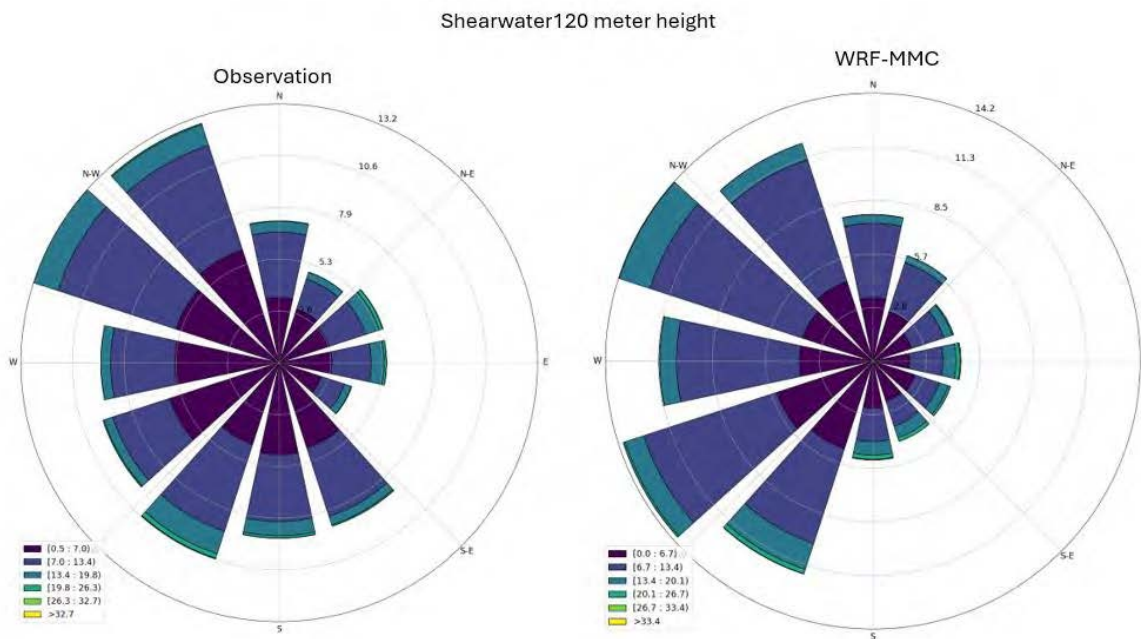 Shearwater120 meter height
Observation
N
13.2
10.6
N-W
N-E
7.9
5.3
W
E
S-E
S
[0.5 : 7.0)
[7.0 : 13.4)
[13.4 : 19.8)
[19.8 : 26.3)
[26.3 : 32.7)
>32.7
WRF-MMC
N
14.2
11.3
N-W
N-E
8.5
5.7
2.8
W
E
S-E
S
[0.0 : 6.7)
[6.7 : 13.4)
[13.4 : 20.1)
[20.1 : 26.7)
[26.7 : 33.4)
>33.4